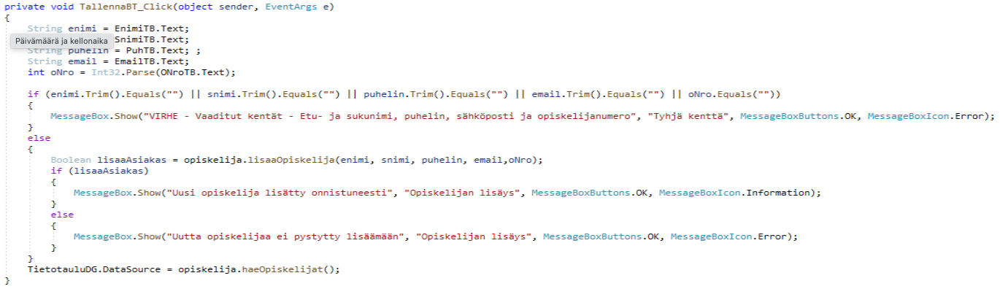 private void TallennaBT_Click(object sender, EventArgs e)
{
String enimi = EnimiTB.Text;
Päivämäärä ja kellonaika SnimiTB.Text;
String puhelin = PuhTB.Text; ;
String email = EmailTB.Text;
int oNro = Int32.Parse(ONroTB.Text);
if (enimi.Trim().Equals("") || snimi.Trim().Equals("") || puhelin.Trim().Equals("") || email.Trim().Equals("") || oNro.Equals(""))
{
MessageBox.Show("VIRHE - Vaaditut kentät - Etu- ja sukunimi, puhelin, sähköposti ja opiskelijanumero", "Tyhjä kenttä", MessageBoxButtons.OK, MessageBoxIcon.Error);
}
else
{
Boolean lisaaAsiakas = opiskelija.lisaaOpiskelija(enimi, snimi, puhelin, email,oNro);
if (lisaaAsiakas)
{
MessageBox.Show("Uusi opiskelija lisätty onnistuneesti", "Opiskelijan lisäys", MessageBoxButtons.OK, MessageBoxIcon.Information);
}
else
{
MessageBox.Show("Uutta opiskelijaa ei pystytty lisäämään", "Opiskelijan lisäys", MessageBoxButtons.OK, MessageBoxIcon.Error);
}
}
TietotauluDG.DataSource = opiskelija.haeOpiskelijat();
}